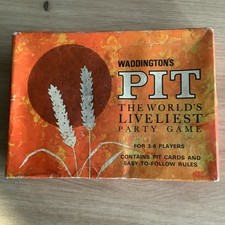 WADDINGTON'S
PIT
THE WORLD'S
LIVELIEST
PARTY GAME
FOR 3-8 PLAYERS
CONTAINS PIT CARDS AND
EASY-TO-FOLLOW RULES